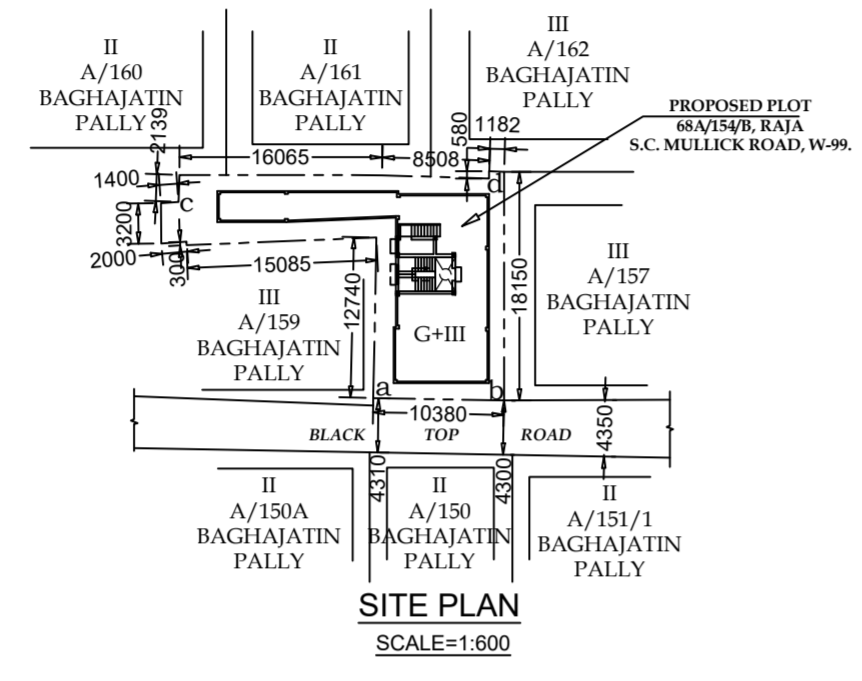 II
A/160
BAGHAJATIN
PALLY
II
A/161
BAGHAJATIN
PALLY
III
A/162
BAGHAJATIN
PALLY
PROPOSED PLOT
68A/154/B, RAJA
S.C. MULLICK ROAD, W-99.
2139
16065
8508
580
1182
1400
c
d
3200
2000
300
15085
12740
18150
III
A/159
BAGHAJATIN
PALLY
G+III
III
A/157
BAGHAJATIN
PALLY
a
b
10380
BLACK TOP ROAD
4350
4310
4300
II
A/150A
BAGHAJATIN
PALLY
II
A/150
BAGHAJATIN
PALLY
II
A/151/1
BAGHAJATIN
PALLY
SITE PLAN
SCALE=1:600